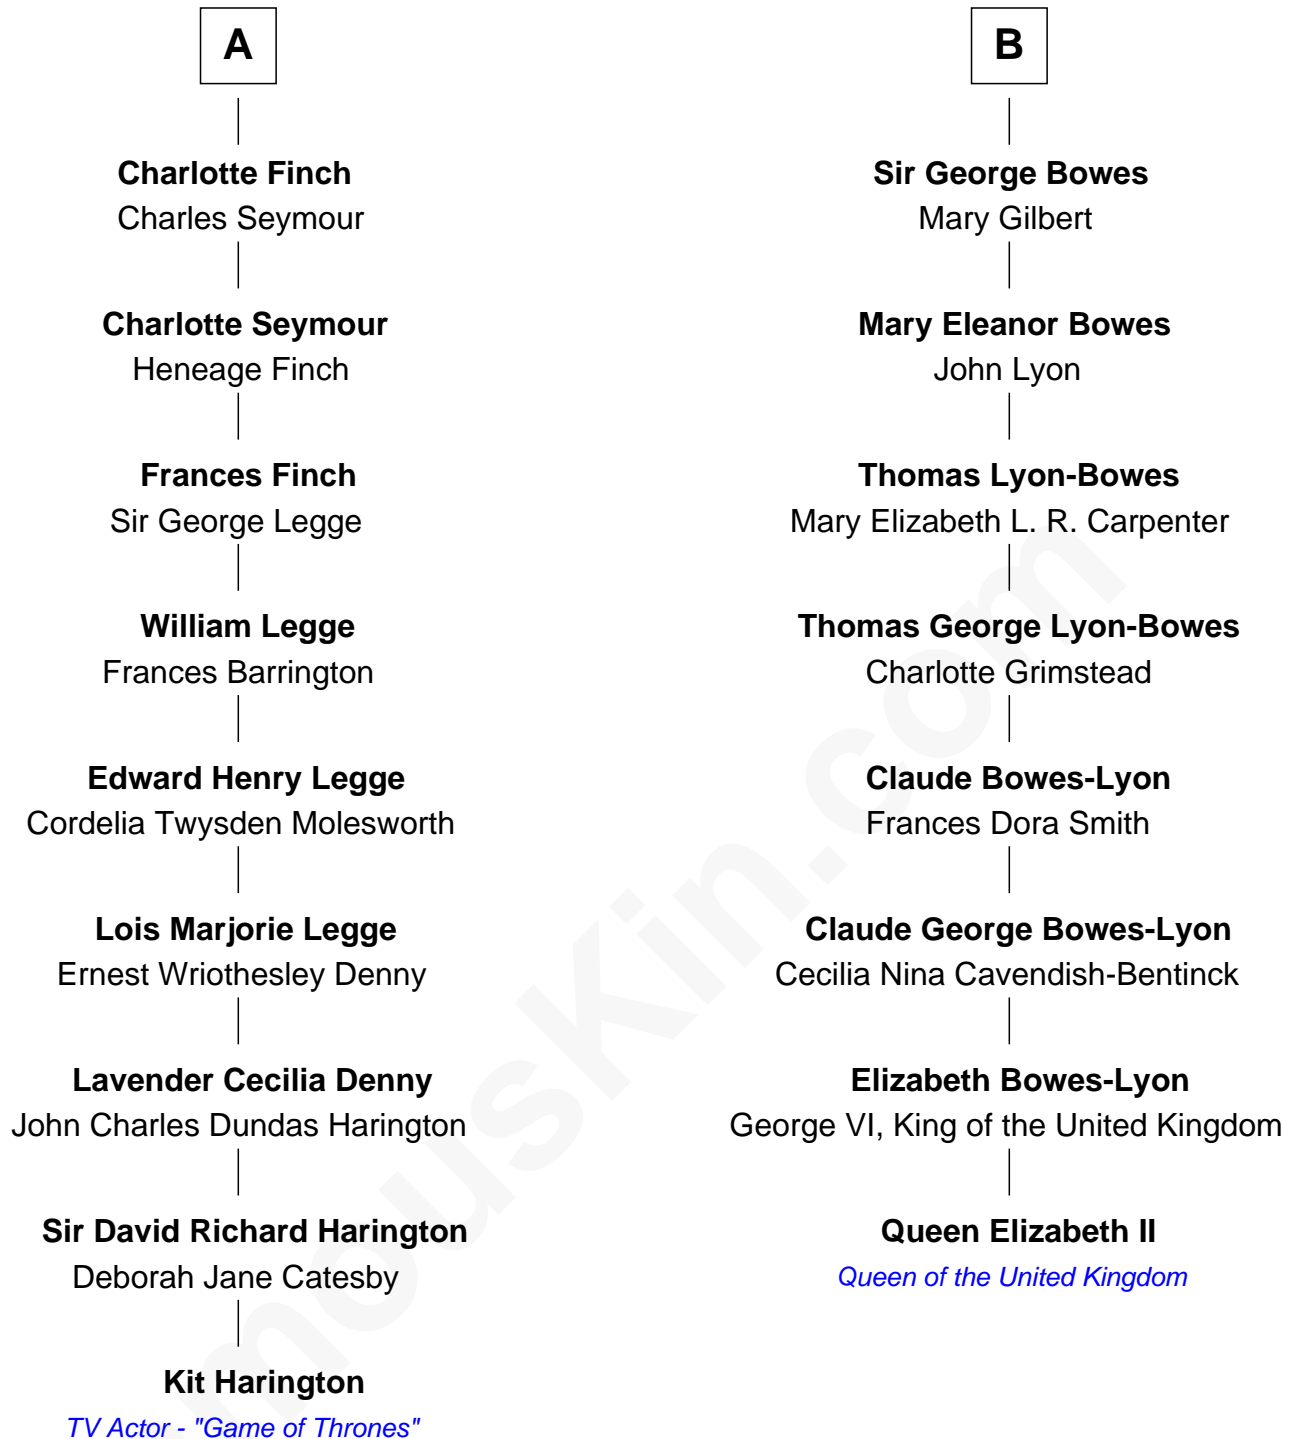 A
Charlotte Finch
Charles Seymour
Charlotte Seymour
Heneage Finch
Frances Finch
Sir George Legge
William Legge
Frances Barrington
Edward Henry Legge
Cordelia Twysden Molesworth
Lois Marjorie Legge
Ernest Wriothesley Denny
Lavender Cecilia Denny
John Charles Dundas Harington
Sir David Richard Harington
Deborah Jane Catesby
Kit Harington
TV Actor - "Game of Thrones"
B
Sir George Bowes
Mary Gilbert
Mary Eleanor Bowes
John Lyon
Thomas Lyon-Bowes
Mary Elizabeth L. R. Carpenter
Thomas George Lyon-Bowes
Charlotte Grimstead
Claude Bowes-Lyon
Frances Dora Smith
Claude George Bowes-Lyon
Cecilia Nina Cavendish-Bentinck
Elizabeth Bowes-Lyon
George VI, King of the United Kingdom
Queen Elizabeth II
Queen of the United Kingdom
mousKin.com